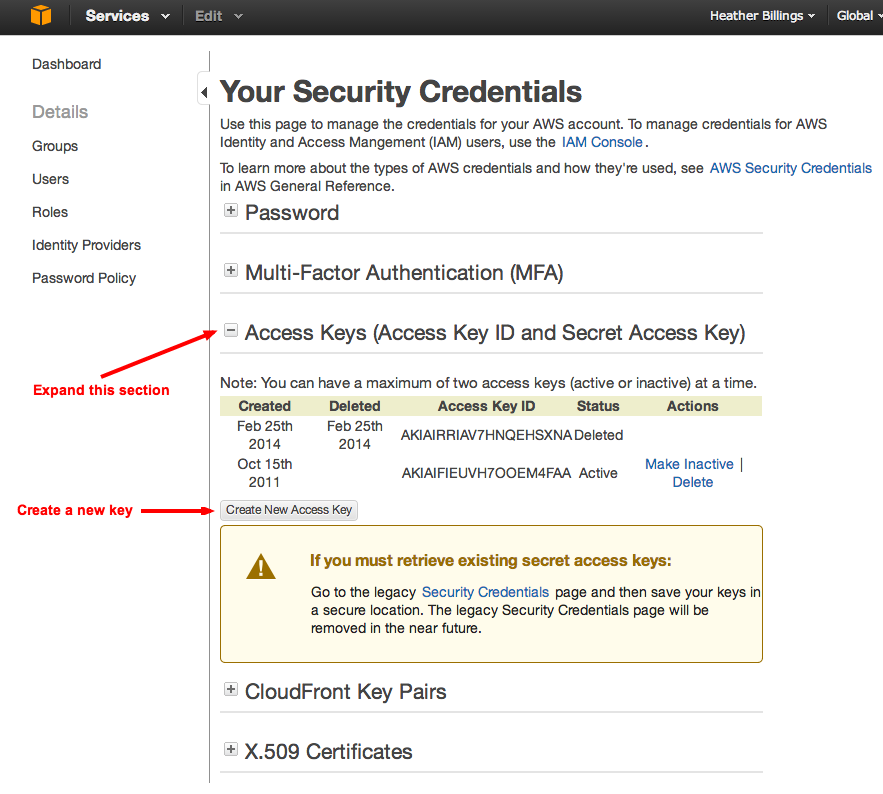 Services Edit Heather Billings Global
Dashboard
Details
Groups
Users
Roles
Identity Providers
Password Policy
Your Security Credentials
Use this page to manage the credentials for your AWS account. To manage credentials for AWS
Identity and Access Mangement (IAM) users, use the IAM Console.
To learn more about the types of AWS credentials and how they're used, see AWS Security Credentials
in AWS General Reference.
Password
Multi-Factor Authentication (MFA)
Access Keys (Access Key ID and Secret Access Key)
Expand this section
Note: You can have a maximum of two access keys (active or inactive) at a time.
Created Deleted Access Key ID Status Actions
Feb 25th Feb 25th
2014 2014 AKIAIRRIAV7HNQEHSXNA Deleted
Oct 15th Make Inactive |
2011 AKIAIFIEUVH7OOEM4FAA Active Delete
Create a new key
Create New Access Key
If you must retrieve existing secret access keys:
Go to the legacy Security Credentials page and then save your keys in
a secure location. The legacy Security Credentials page will be
removed in the near future.
CloudFront Key Pairs
X.509 Certificates